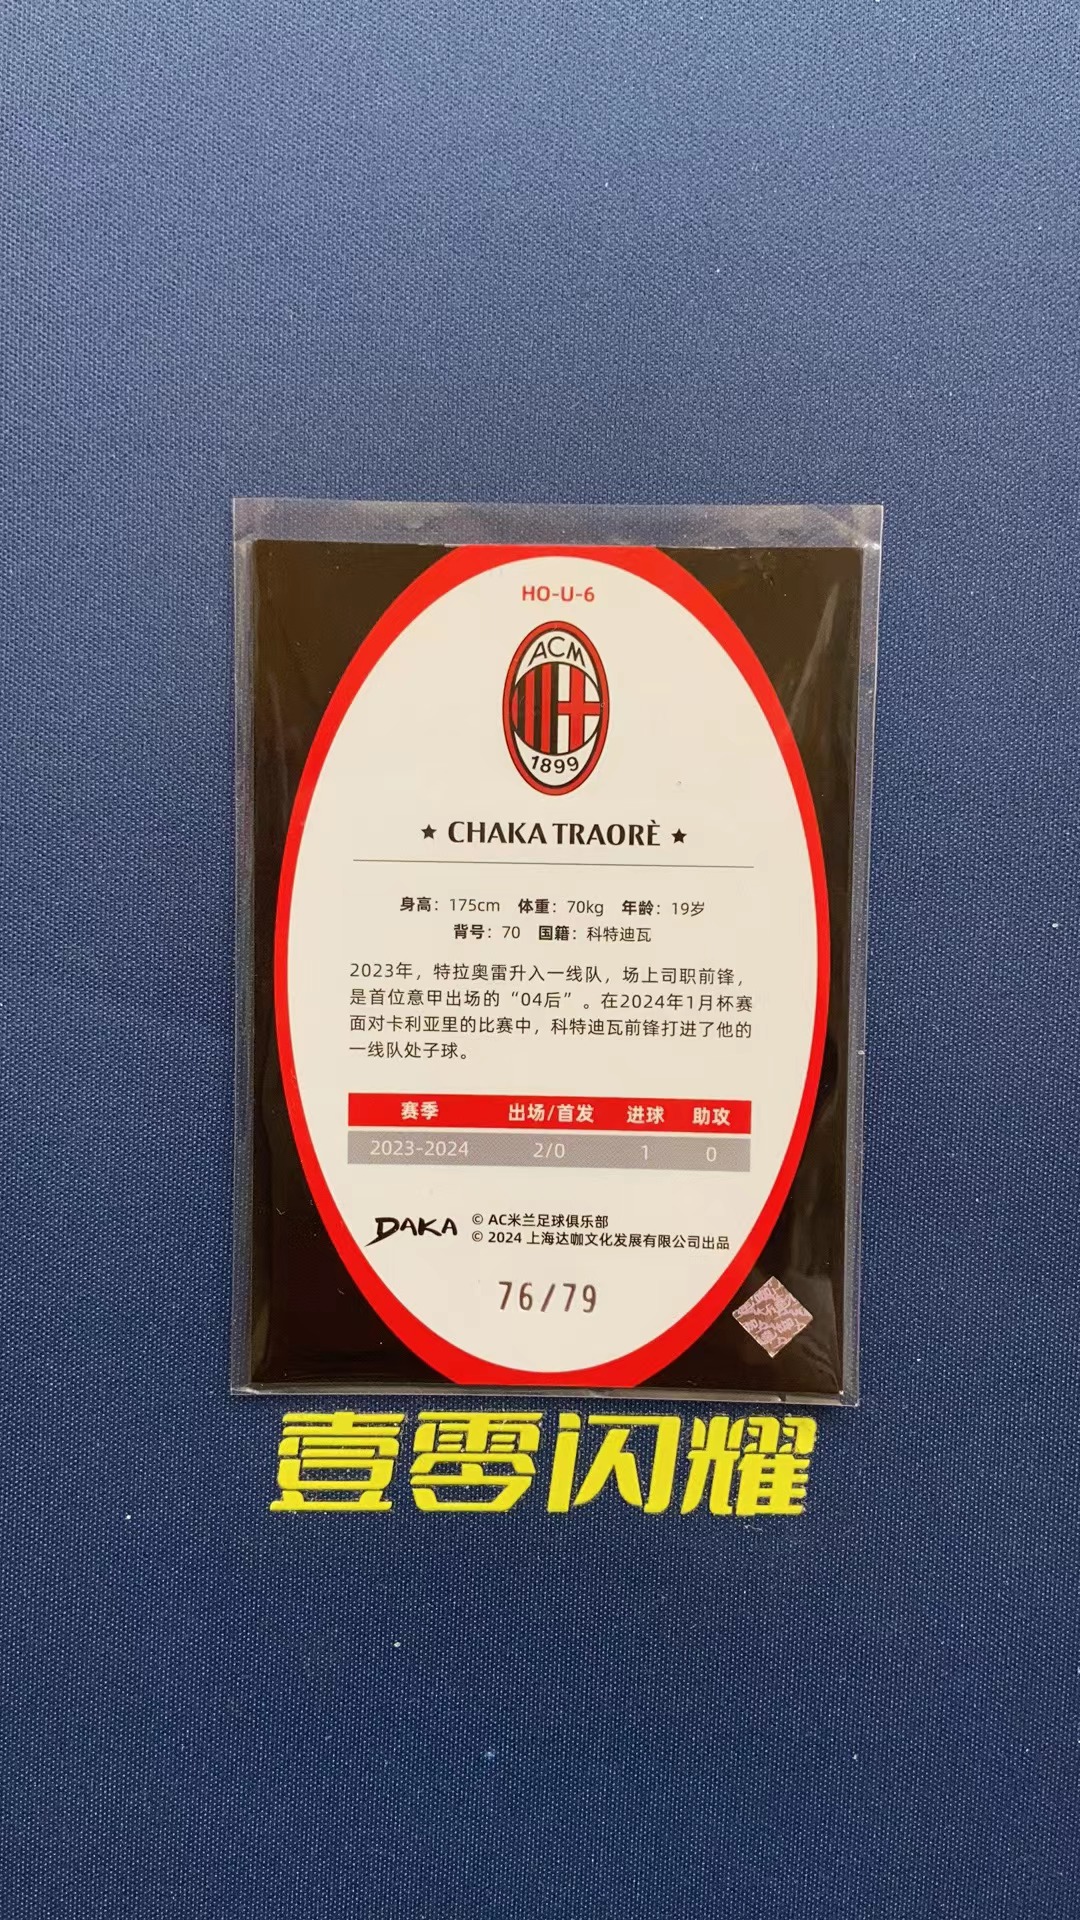 HO-U-6
ACM
1899
★ CHAKA TRAORÈ ★
身高：175cm 体重：70kg 年龄：19岁
背号：70 国籍：科特迪瓦
2023年，特拉奥雷升入一线队，场上司职前锋，
是首位意甲出场的“04后”。在2024年1月杯赛
面对卡利亚里的比赛中，科特迪瓦前锋打进了他的
一线队处子球。
赛季 出场/首发 进球 助攻
2023-2024 2/0 1 0
DAKA © AC米兰足球俱乐部
© 2024 上海达咖文化发展有限公司出品
76/79
壹零闪耀